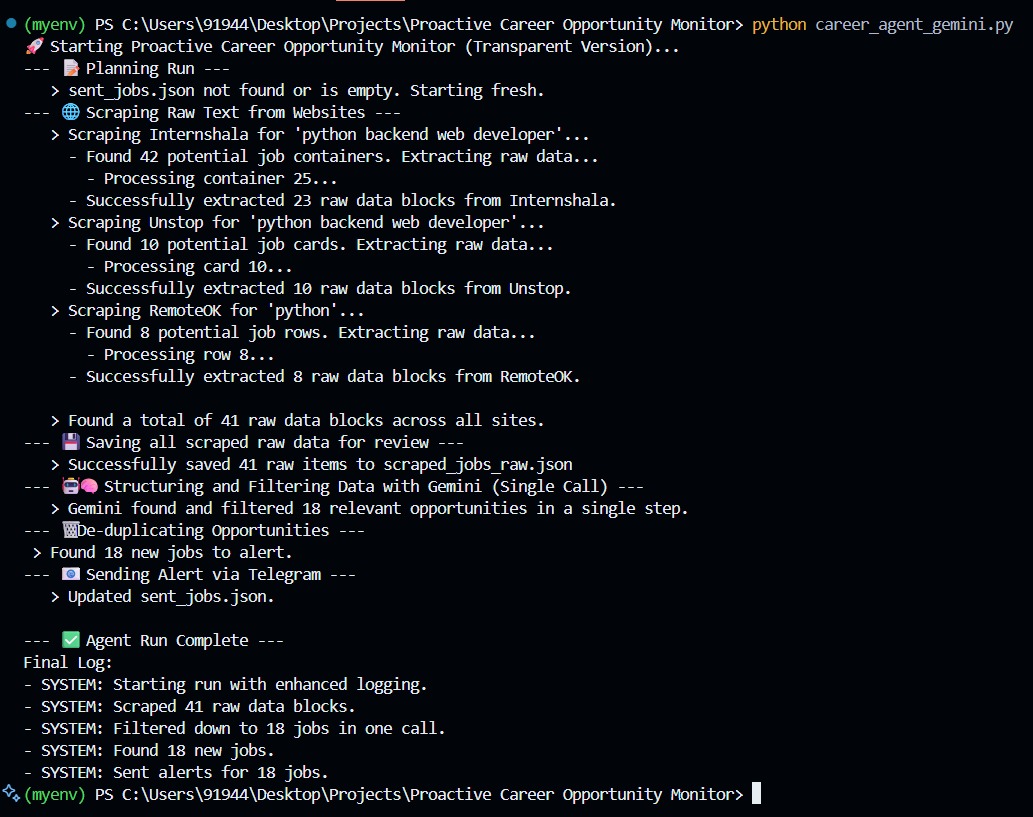 (myenv) PS C:\Users\91944\Desktop\Projects\Proactive Career Opportunity Monitor> python career_agent_gemini.py
🚀 Starting Proactive Career Opportunity Monitor (Transparent Version)...
--- 📝 Planning Run ---
> sent_jobs.json not found or is empty. Starting fresh.
--- 🌐 Scraping Raw Text from Websites ---
> Scraping Internshala for 'python backend web developer'...
- Found 42 potential job containers. Extracting raw data...
- Processing container 25...
- Successfully extracted 23 raw data blocks from Internshala.
> Scraping Unstop for 'python backend web developer'...
- Found 10 potential job cards. Extracting raw data...
- Processing card 10...
- Successfully extracted 10 raw data blocks from Unstop.
> Scraping RemoteOK for 'python'...
- Found 8 potential job rows. Extracting raw data...
- Processing row 8...
- Successfully extracted 8 raw data blocks from RemoteOK.
> Found a total of 41 raw data blocks across all sites.
--- 💾 Saving all scraped raw data for review ---
> Successfully saved 41 raw items to scraped_jobs_raw.json
--- 🤖🧠 Structuring and Filtering Data with Gemini (Single Call) ---
> Gemini found and filtered 18 relevant opportunities in a single step.
--- 🗑️De-duplicating Opportunities ---
> Found 18 new jobs to alert.
--- 📧 Sending Alert via Telegram ---
> Updated sent_jobs.json.
--- ✅ Agent Run Complete ---
Final Log:
- SYSTEM: Starting run with enhanced logging.
- SYSTEM: Scraped 41 raw data blocks.
- SYSTEM: Filtered down to 18 jobs in one call.
- SYSTEM: Found 18 new jobs.
- SYSTEM: Sent alerts for 18 jobs.
(myenv) PS C:\Users\91944\Desktop\Projects\Proactive Career Opportunity Monitor>